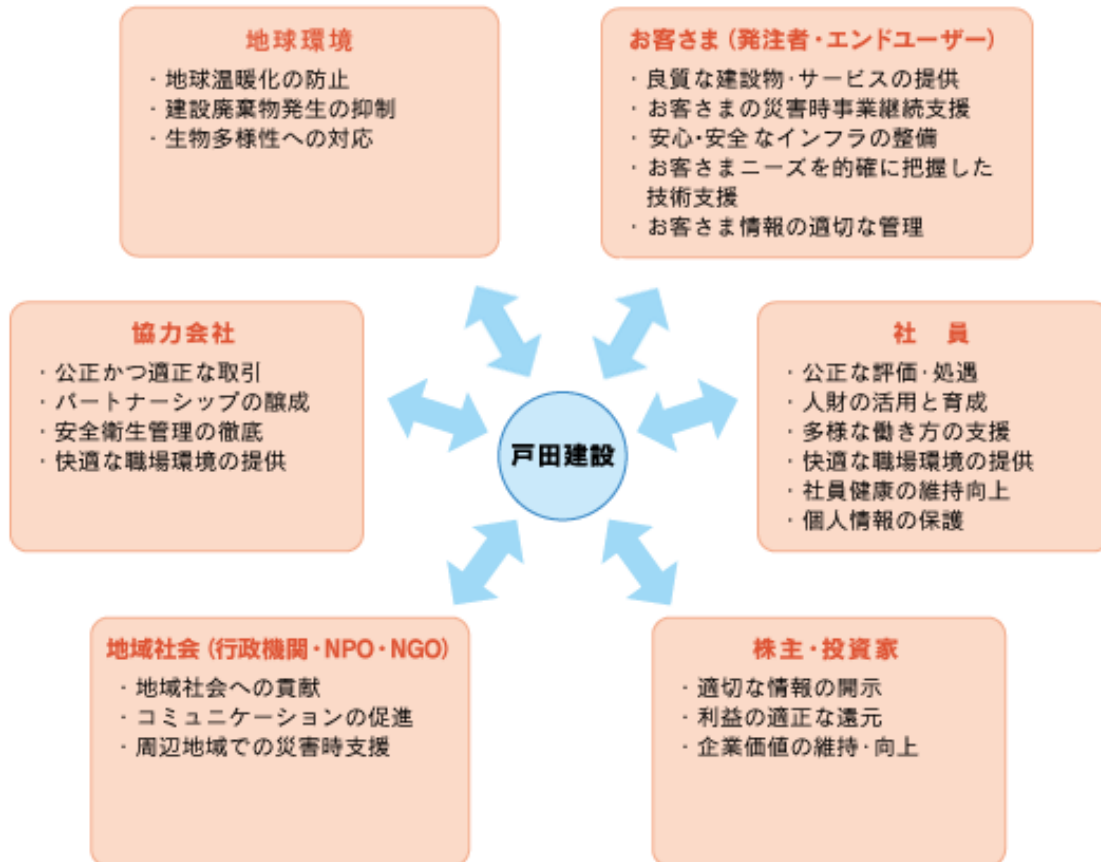 地球環境
・地球温暖化の防止
・建設廃棄物発生の抑制
・生物多様性への対応
お客さま(発注者・エンドユーザー)
・良質な建設物・サービスの提供
・お客さまの災害時事業継続支援
・安心・安全なインフラの整備
・お客さまニーズを的確に把握した
技術支援
・お客さま情報の適切な管理
協力会社
・公正かつ適正な取引
・パートナーシップの醸成
・安全衛生管理の徹底
・快適な職場環境の提供
戸田建設
社 員
・公正な評価・処遇
・人財の活用と育成
・多様な働き方の支援
・快適な職場環境の提供
・社員健康の維持向上
・個人情報の保護
地域社会(行政機関・NPO・NGO)
・地域社会への貢献
・コミュニケーションの促進
・周辺地域での災害時支援
株主・投資家
・適切な情報の開示
・利益の適正な還元
・企業価値の維持・向上